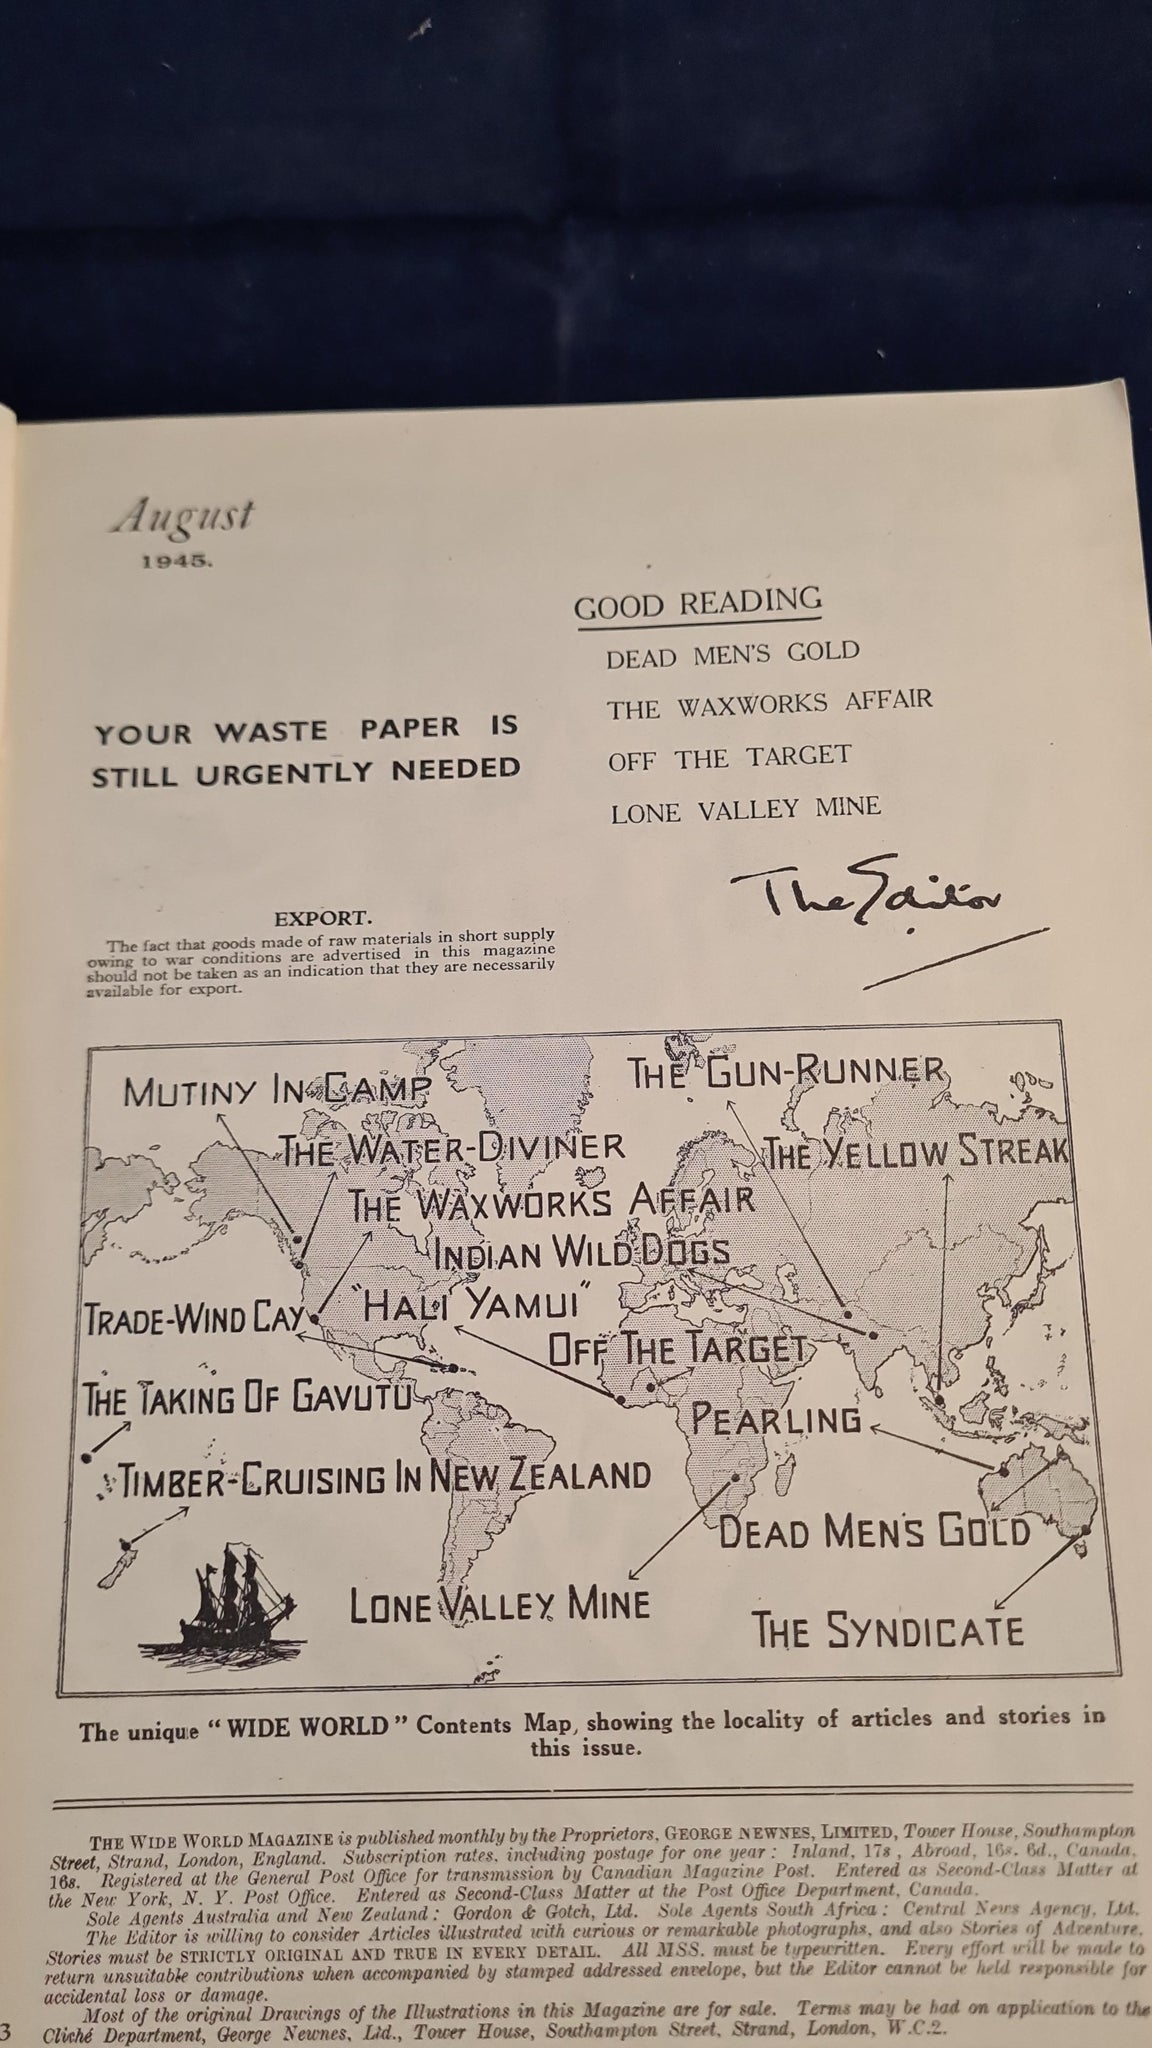 August
1945.
YOUR WASTE PAPER IS
STILL URGENTLY NEEDED
GOOD READING
DEAD MEN'S GOLD
THE WAXWORKS AFFAIR
OFF THE TARGET
LONE VALLEY MINE
The Editor
EXPORT.
The fact that goods made of raw materials in short supply
owing to war conditions are advertised in this magazine
should not be taken as an indication that they are necessarily
available for export.
MUTINY IN CAMP
THE GUN-RUNNER
THE WATER-DIVINER
THE YELLOW STREAK
THE WAXWORKS AFFAIR
INDIAN WILD DOGS
TRADE-WIND CAY
"HALI YAMUI"
OFF THE TARGET
THE TAKING OF GAVUTU
PEARLING
TIMBER-CRUISING IN NEW ZEALAND
DEAD MEN'S GOLD
LONE VALLEY MINE
THE SYNDICATE
The unique "WIDE WORLD" Contents Map, showing the locality of articles and stories in
this issue.
THE WIDE WORLD MAGAZINE is published monthly by the Proprietors, GEORGE NEWNES, LIMITED, Tower House, Southampton
Street, Strand, London, England. Subscription rates, including postage for one year: Inland, 17s, Abroad, 16s. 6d., Canada,
16s. Registered at the General Post Office for transmission by Canadian Magazine Post. Entered as Second-Class Matter at
the New York, N. Y. Post Office. Entered as Second-Class Matter at the Post Office Department, Canada.
Sole Agents Australia and New Zealand: Gordon & Gotch, Ltd. Sole Agents South Africa: Central News Agency, Ltd.
The Editor is willing to consider Articles illustrated with curious or remarkable photographs, and also Stories of Adventure.
Stories must be STRICTLY ORIGINAL AND TRUE IN EVERY DETAIL. All MSS. must be typewritten. Every effort will be made to
return unsuitable contributions when accompanied by stamped addressed envelope, but the Editor cannot be held responsible for
accidental loss or damage.
Most of the original Drawings of the Illustrations in this Magazine are for sale. Terms may be had on application to the
Cliché Department, George Newnes, Ltd., Tower House, Southampton Street, Strand, London, W.C.2.
3